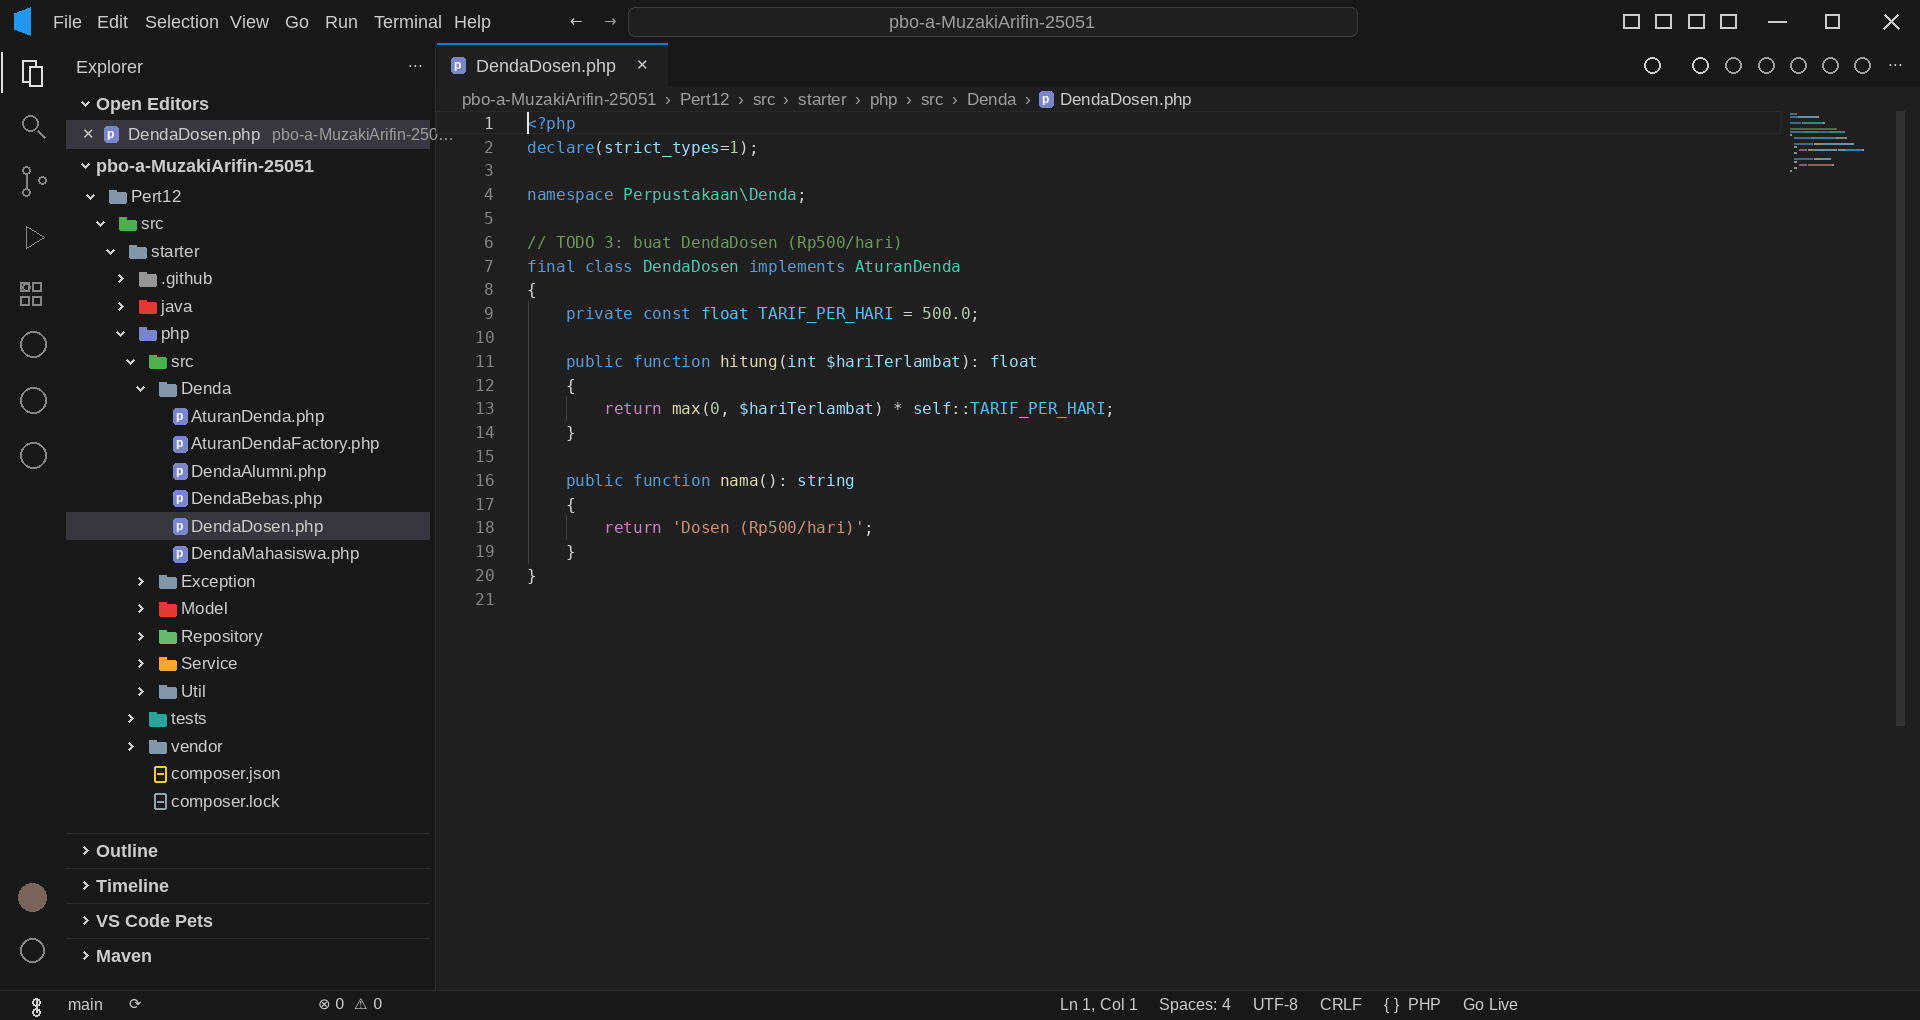 File Edit Selection View Go Run Terminal Help ← → pbo-a-MuzakiArifin-25051
Explorer ···
Open Editors
× p DendaDosen.php pbo-a-MuzakiArifin-250...
pbo-a-MuzakiArifin-25051
Pert12
src
starter
.github
java
php
src
Denda
p AturanDenda.php
p AturanDendaFactory.php
p DendaAlumni.php
p DendaBebas.php
p DendaDosen.php
p DendaMahasiswa.php
Exception
Model
Repository
Service
Util
tests
vendor
composer.json
composer.lock
Outline
Timeline
VS Code Pets
Maven
p DendaDosen.php × ···
pbo-a-MuzakiArifin-25051 › Pert12 › src › starter › php › src › Denda › p DendaDosen.php
1 <?php
2 declare(strict_types=1);
3
4 namespace Perpustakaan\Denda;
5
6 // TODO 3: buat DendaDosen (Rp500/hari)
7 final class DendaDosen implements AturanDenda
8 {
9     private const float TARIF_PER_HARI = 500.0;
10
11     public function hitung(int $hariTerlambat): float
12     {
13         return max(0, $hariTerlambat) * self::TARIF_PER_HARI;
14     }
15
16     public function nama(): string
17     {
18         return 'Dosen (Rp500/hari)';
19     }
20 }
21
main ⟳ ⊗ 0 ⚠ 0 Ln 1, Col 1 Spaces: 4 UTF-8 CRLF { } PHP Go Live